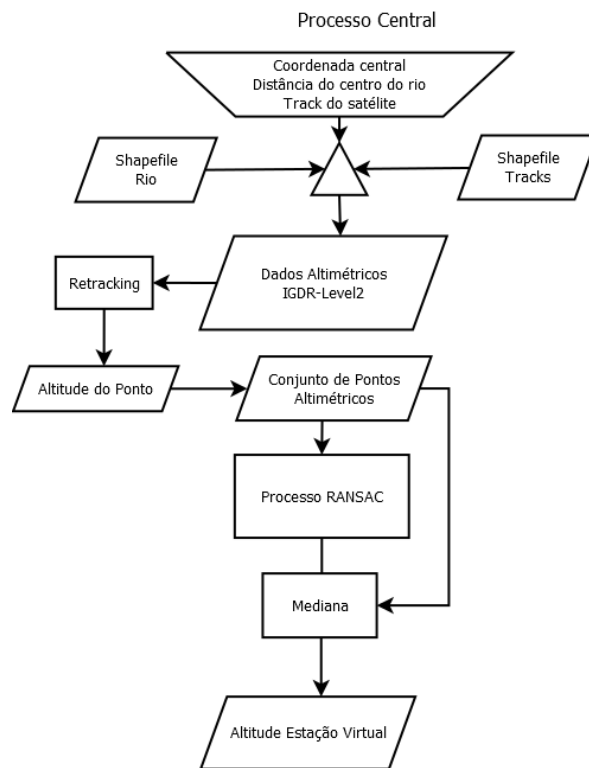 Processo Central
Coordenada central
Distância do centro do rio
Track do satélite
Shapefile
Rio
Shapefile
Tracks
Dados Altimétricos
IGDR-Level2
Retracking
Altitude do Ponto
Conjunto de Pontos
Altimétricos
Processo RANSAC
Mediana
Altitude Estação Virtual